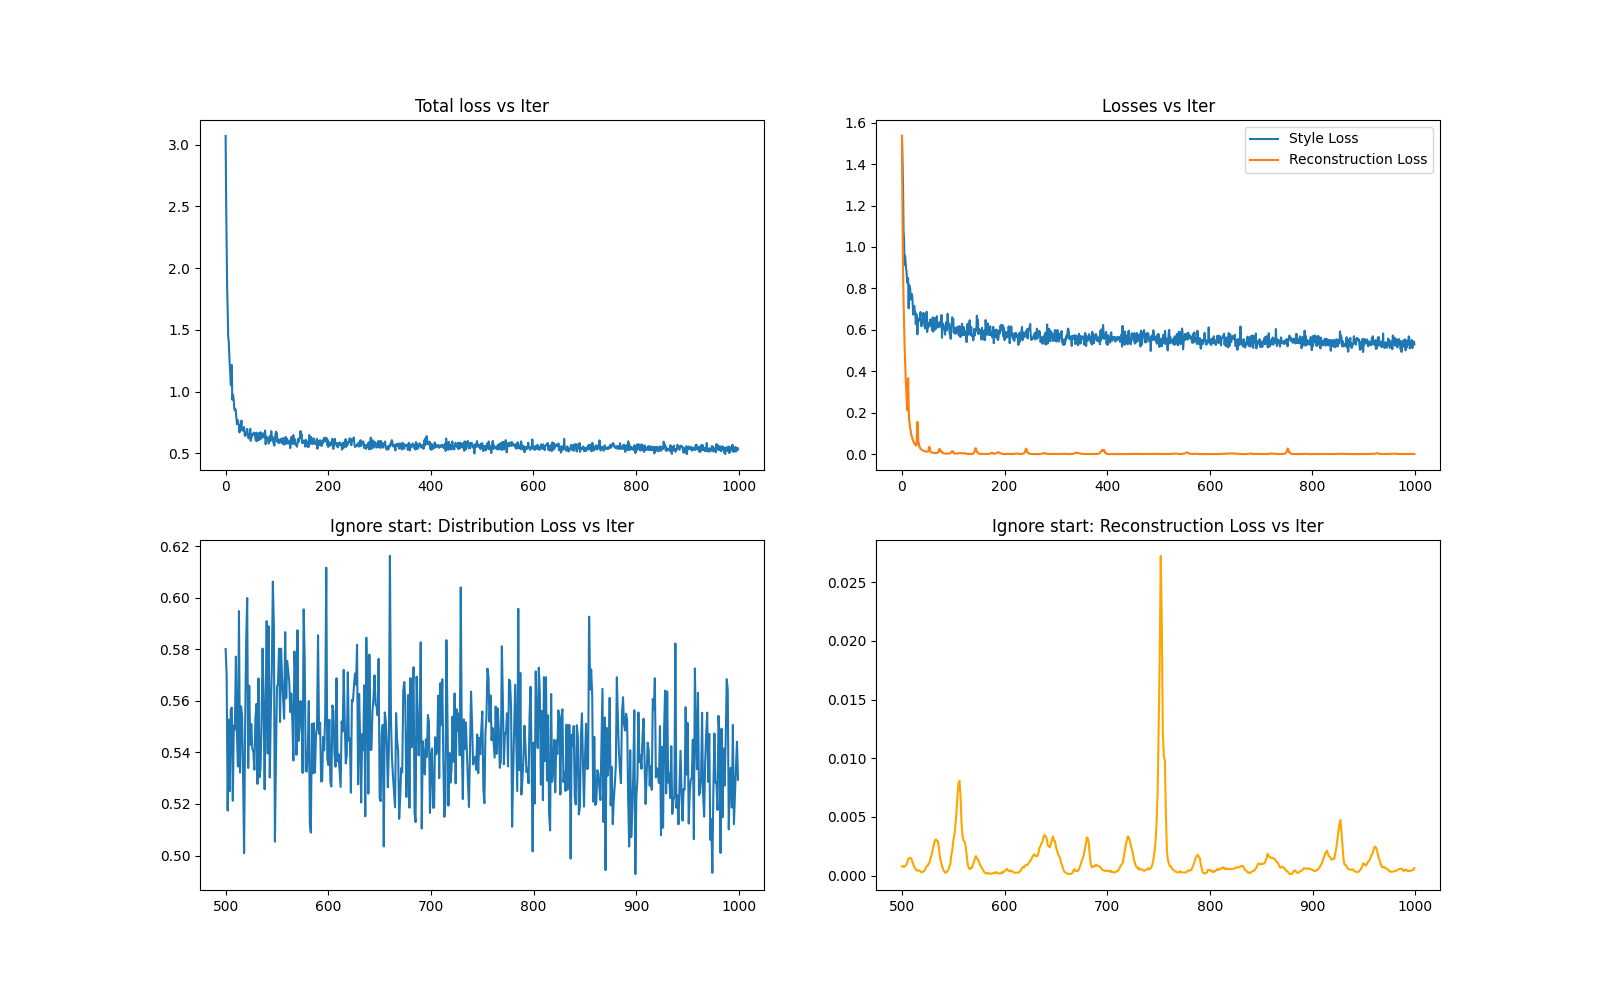 Total loss vs Iter
3.0
2.5
2.0
1.5
1.0
0.5
0 200 400 600 800 1000
Losses vs Iter
Style Loss
Reconstruction Loss
1.6
1.4
1.2
1.0
0.8
0.6
0.4
0.2
0.0
0 200 400 600 800 1000
Ignore start: Distribution Loss vs Iter
0.62
0.60
0.58
0.56
0.54
0.52
0.50
500 600 700 800 900 1000
Ignore start: Reconstruction Loss vs Iter
0.025
0.020
0.015
0.010
0.005
0.000
500 600 700 800 900 1000